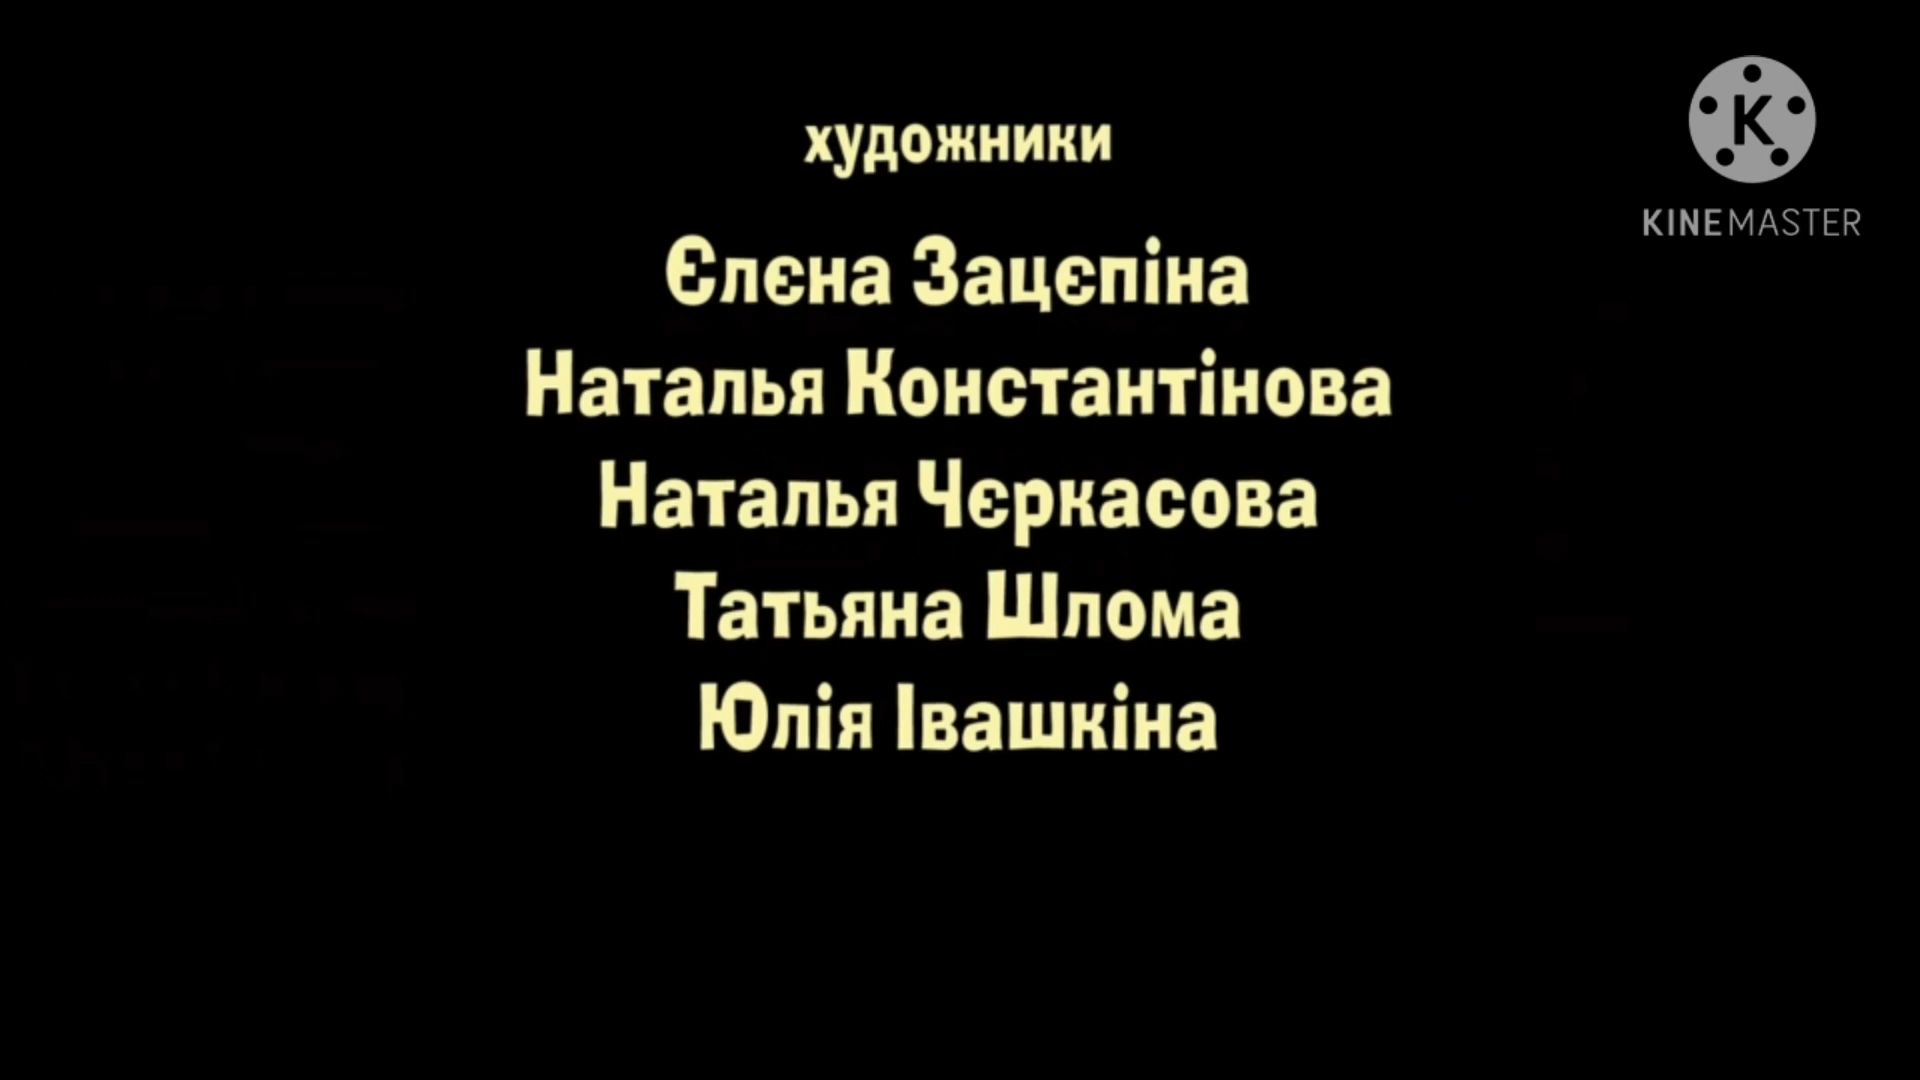 художники
Єлєна Зацєпіна
Наталья Константінова
Наталья Чєркасова
Татьяна Шлома
Юлія Івашкіна
K
KINEMASTER